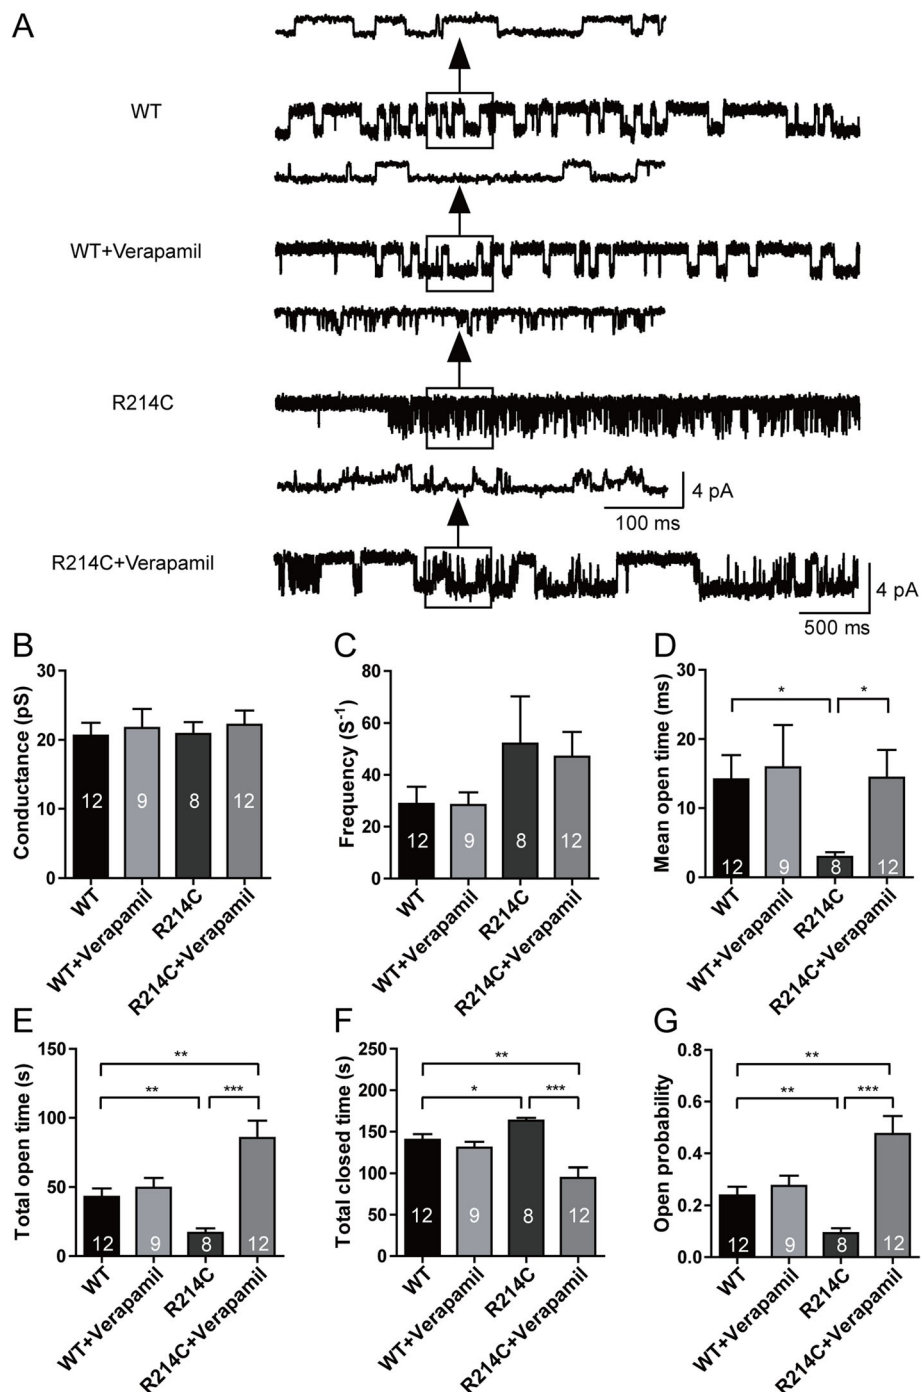 A
WT
WT+Verapamil
R214C
4 pA
100 ms
R214C+Verapamil
4 pA
500 ms
B
Conductance (pS)
30
20
10
0
12
9
8
12
WT
WT+Verapamil
R214C
R214C+Verapamil
C
Frequency (S⁻¹)
80
60
40
20
0
12
9
8
12
WT
WT+Verapamil
R214C
R214C+Verapamil
D
Mean open time (ms)
30
20
10
0
*
*
12
9
8
12
WT
WT+Verapamil
R214C
R214C+Verapamil
E
Total open time (s)
150
100
50
0
**
**
***
12
9
8
12
WT
WT+Verapamil
R214C
R214C+Verapamil
F
Total closed time (s)
250
200
150
100
50
0
**
*
***
12
9
8
12
WT
WT+Verapamil
R214C
R214C+Verapamil
G
Open probability
0.8
0.6
0.4
0.2
0.0
**
**
***
12
9
8
12
WT
WT+Verapamil
R214C
R214C+Verapamil